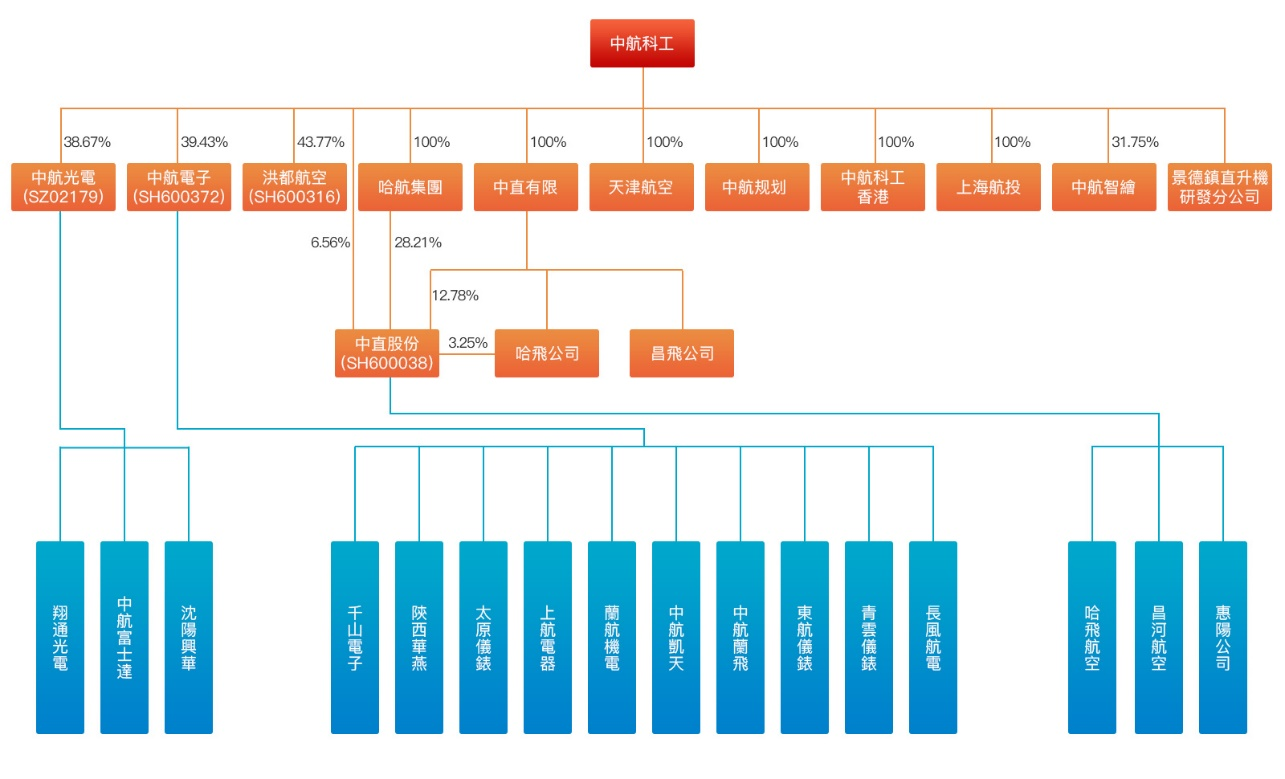 中航科工
38.67%
39.43%
43.77%
100%
100%
100%
100%
100%
100%
31.75%
中航光電
(SZ02179)
中航電子
(SH600372)
洪都航空
(SH600316)
哈航集團
中直有限
天津航空
中航规划
中航科工
香港
上海航投
中航智繪
景德鎮直升機
研發分公司
6.56%
28.21%
12.78%
中直股份
(SH600038)
3.25%
哈飛公司
昌飛公司
翔通光電
中航富士達
沈陽興華
千山電子
陝西華燕
太原儀錶
上航電器
蘭航機電
中航凱天
中航蘭飛
東航儀錶
青雲儀錶
長風航電
哈飛航空
昌河航空
惠陽公司